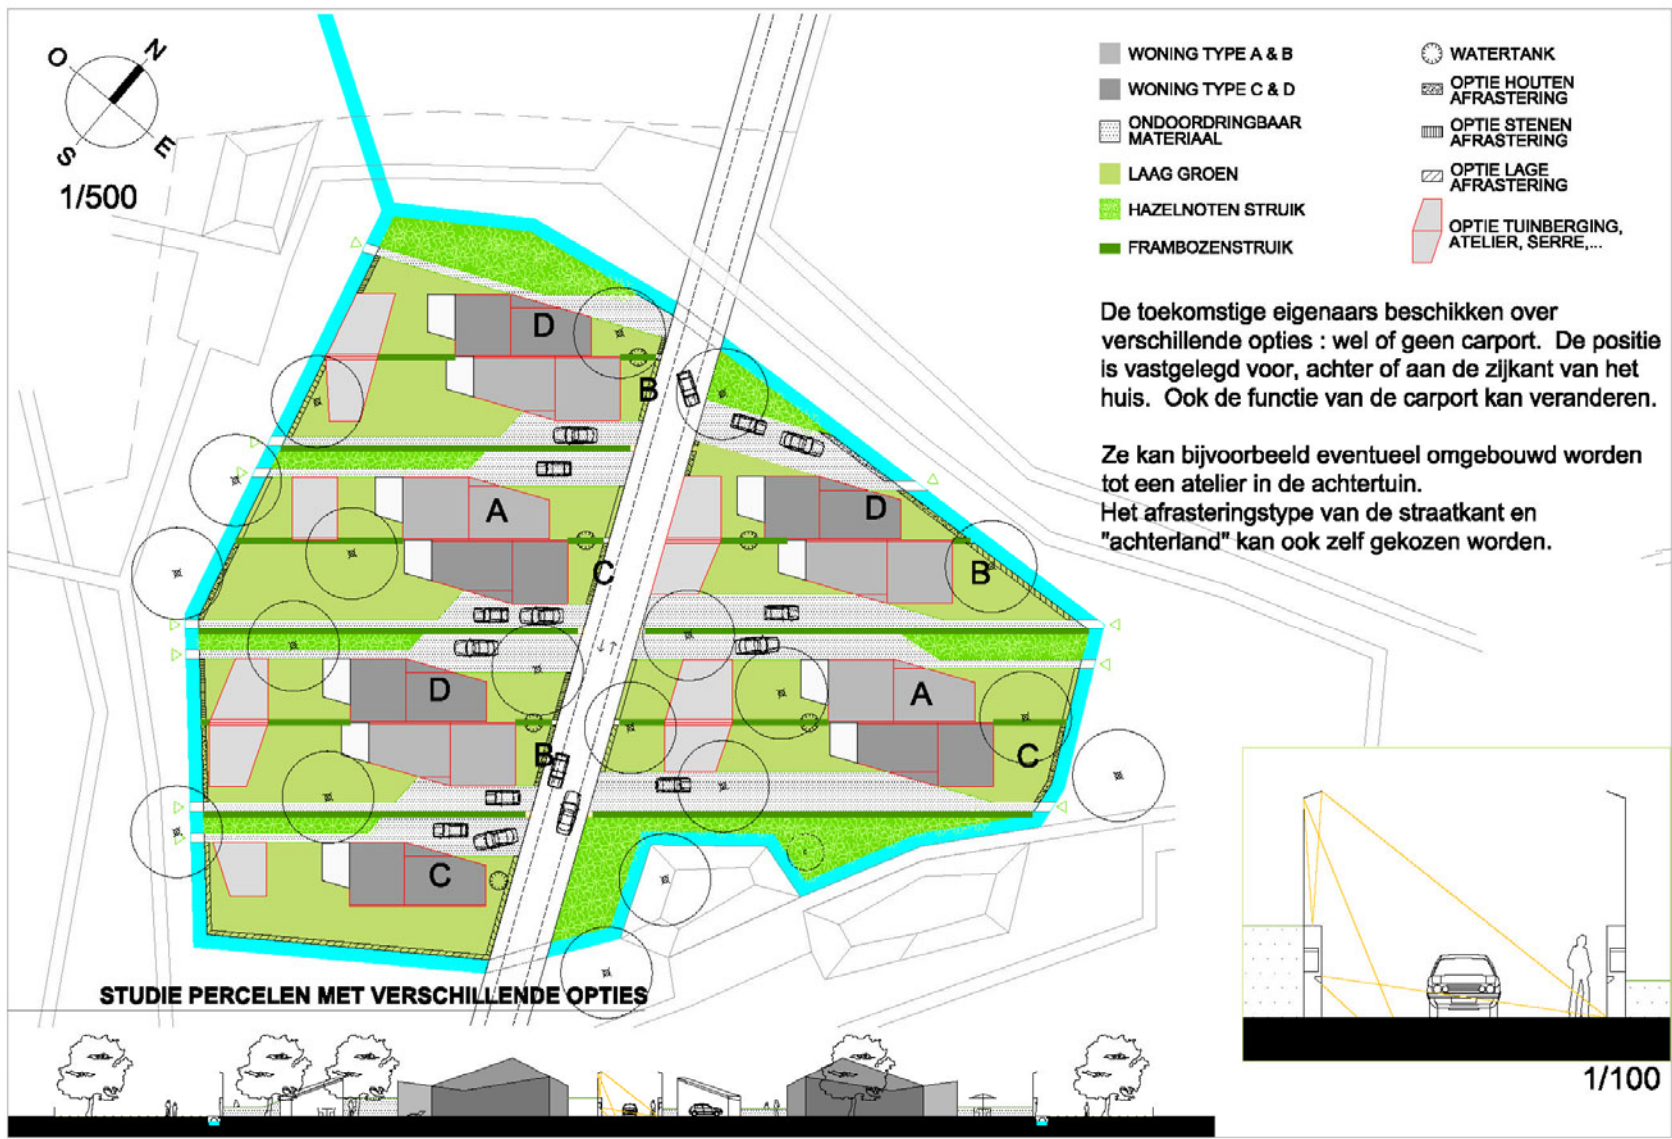 O
N
S
E
1/500
WONING TYPE A & B
WONING TYPE C & D
ONDOORDRINGBAAR
MATERIAAL
LAAG GROEN
HAZELNOTEN STRUIK
FRAMBOZENSTRUIK
WATERTANK
OPTIE HOUTEN
AFRASTERING
OPTIE STENEN
AFRASTERING
OPTIE LAGE
AFRASTERING
OPTIE TUINBERGING,
ATELIER, SERRE,...
De toekomstige eigenaars beschikken over
verschillende opties : wel of geen carport. De positie
is vastgelegd voor, achter of aan de zijkant van het
huis. Ook de functie van de carport kan veranderen.
Ze kan bijvoorbeeld eventueel omgebouwd worden
tot een atelier in de achtertuin.
Het afrasteringstype van de straatkant en
"achterland" kan ook zelf gekozen worden.
D
B
A
D
C
B
D
A
B
C
C
STUDIE PERCELEN MET VERSCHILLENDE OPTIES
1/100